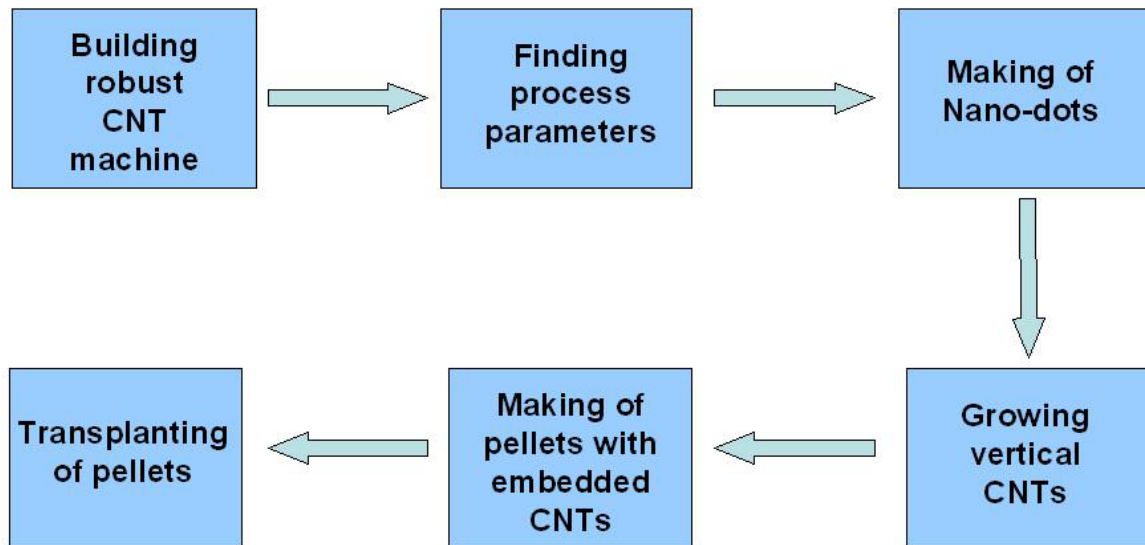 Building
robust
CNT
machine
Finding
process
parameters
Making of
Nano-dots
Growing
vertical
CNTs
Making of
pellets with
embedded
CNTs
Transplanting
of pellets